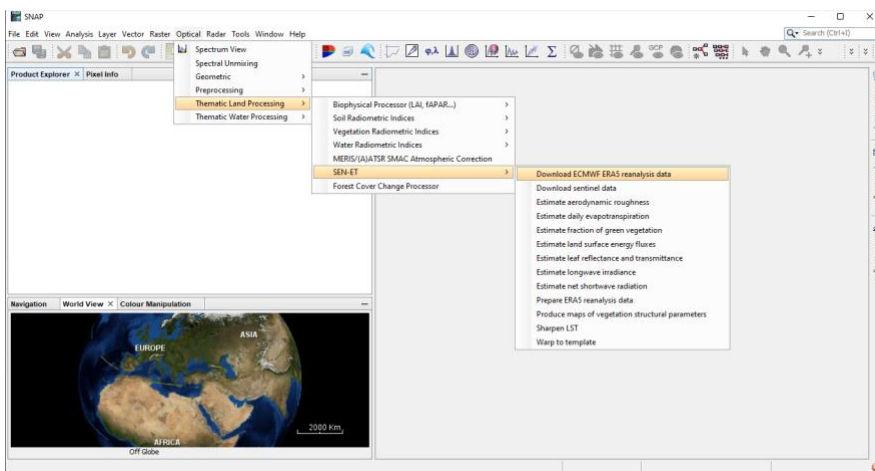 SNAP
File Edit View Analysis Layer Vector Raster Optical Radar Tools Window Help
Search (Ctrl+I)
Spectrum View
Spectral Unmixing
Geometric
Preprocessing
Thematic Land Processing
Thematic Water Processing
Product Explorer × Pixel Info
Biophysical Processor (LAI, fAPAR...)
Soil Radiometric Indices
Vegetation Radiometric Indices
Water Radiometric Indices
MERIS/(A)ATSR SMAC Atmospheric Correction
SEN-ET
Forest Cover Change Processor
Download ECMWF ERA5 reanalysis data
Download sentinel data
Estimate aerodynamic roughness
Estimate daily evapotranspiration
Estimate fraction of green vegetation
Estimate land surface energy fluxes
Estimate leaf reflectance and transmittance
Estimate longwave irradiance
Estimate net shortwave radiation
Prepare ERA5 reanalysis data
Produce maps of vegetation structural parameters
Sharpen LST
Warp to template
Navigation World View × Colour Manipulation
ASIA
EUROPE
AFRICA
2000 Km
Off Globe